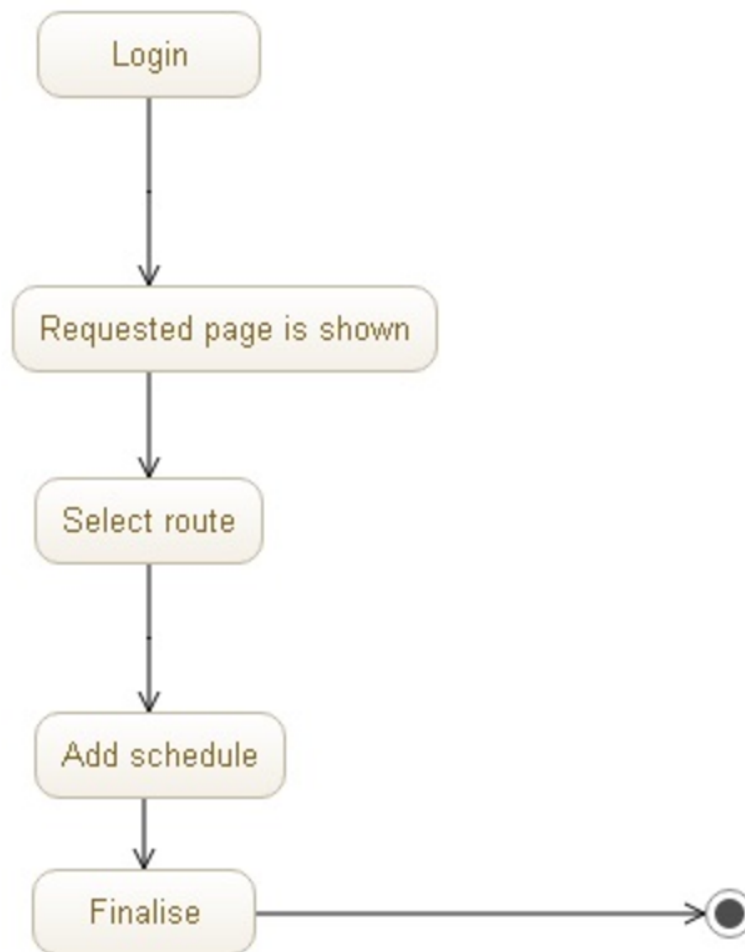 Login
Requested page is shown
Select route
Add schedule
Finalise